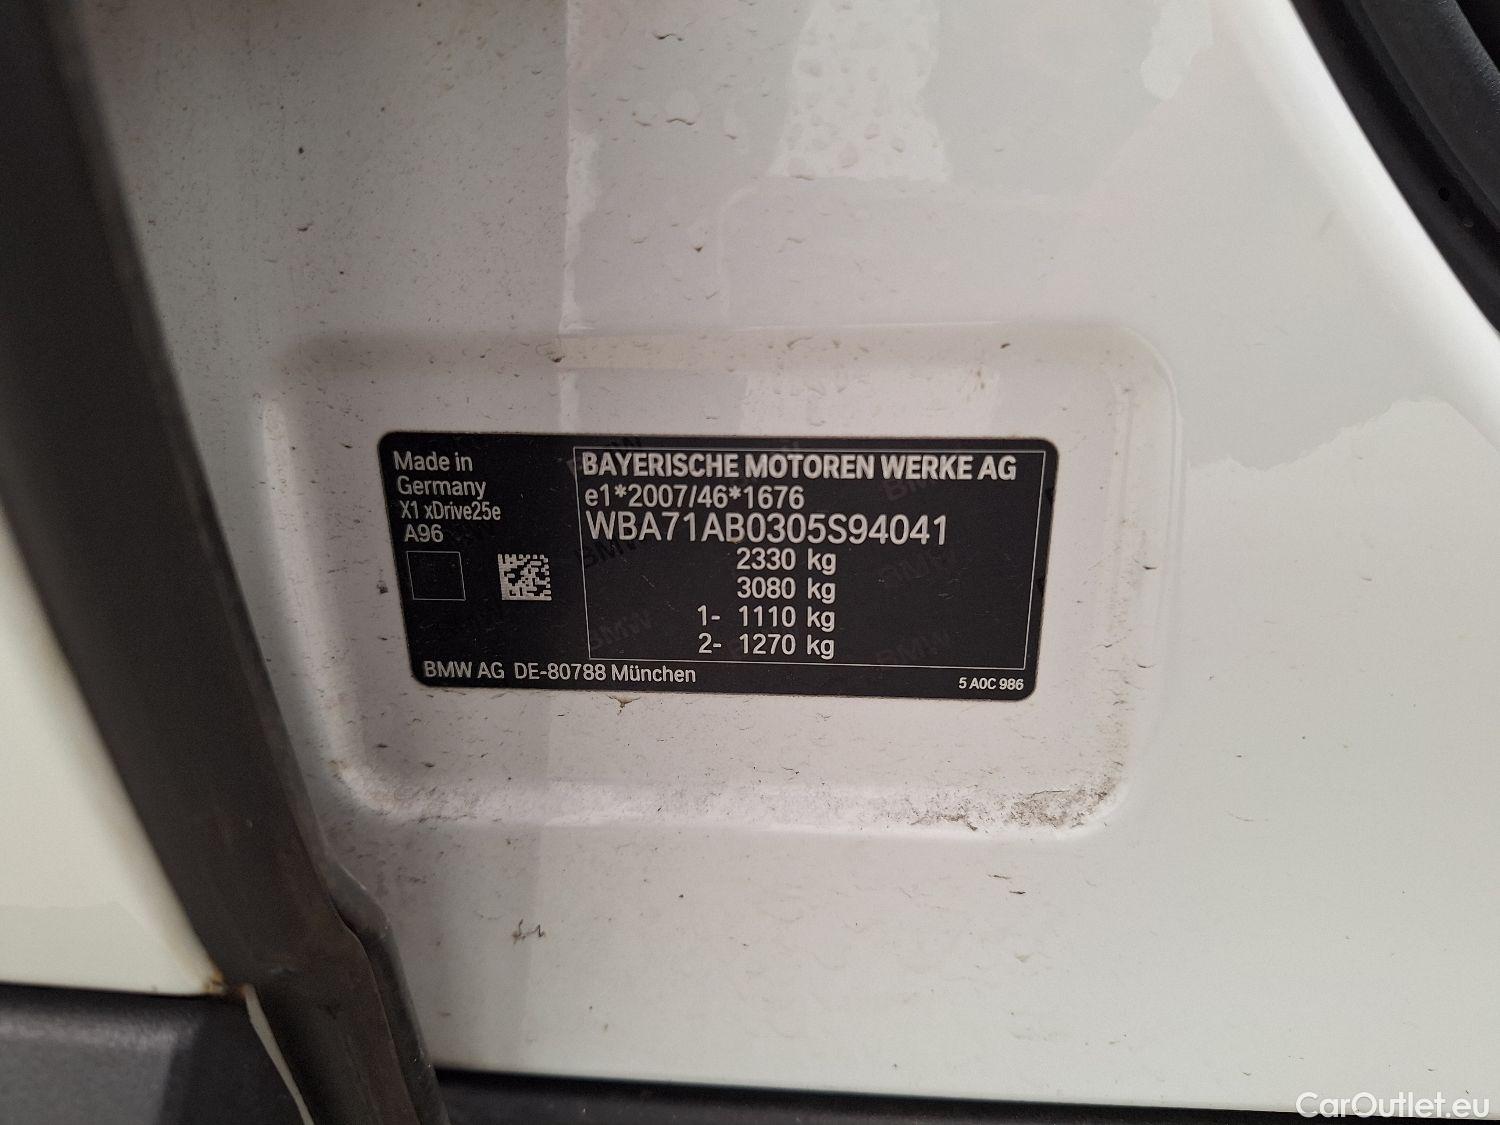 Made in
Germany
X1 xDrive25e
A96
BAYERISCHE MOTOREN WERKE AG
e1*2007/46*1676
WBA71AB0305S94041
2330 kg
3080 kg
1- 1110 kg
2- 1270 kg
BMW AG DE-80788 München
5 A0C 986
CarOutlet.eu